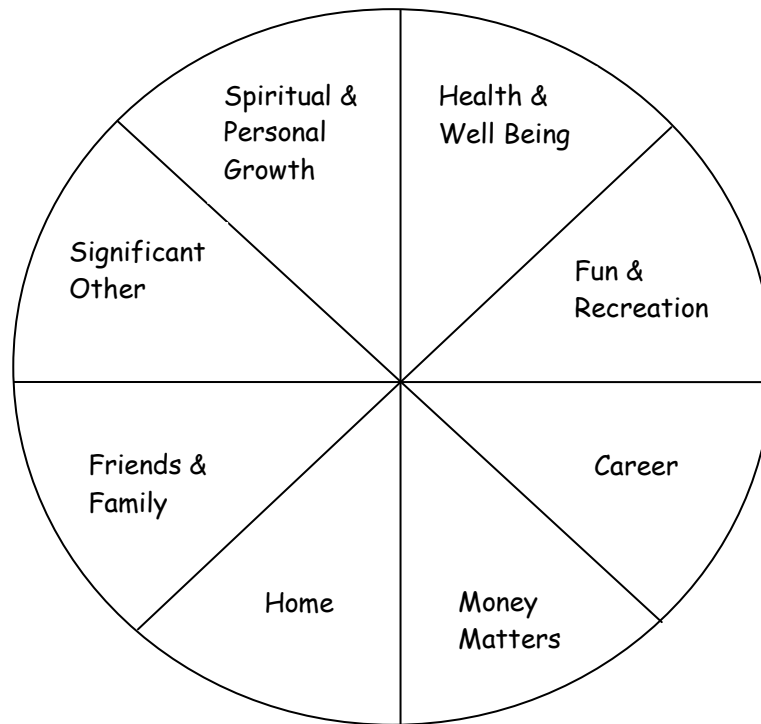 Spiritual &
Personal
Growth
Health &
Well Being
Significant
Other
Fun &
Recreation
Friends &
Family
Career
Home
Money
Matters